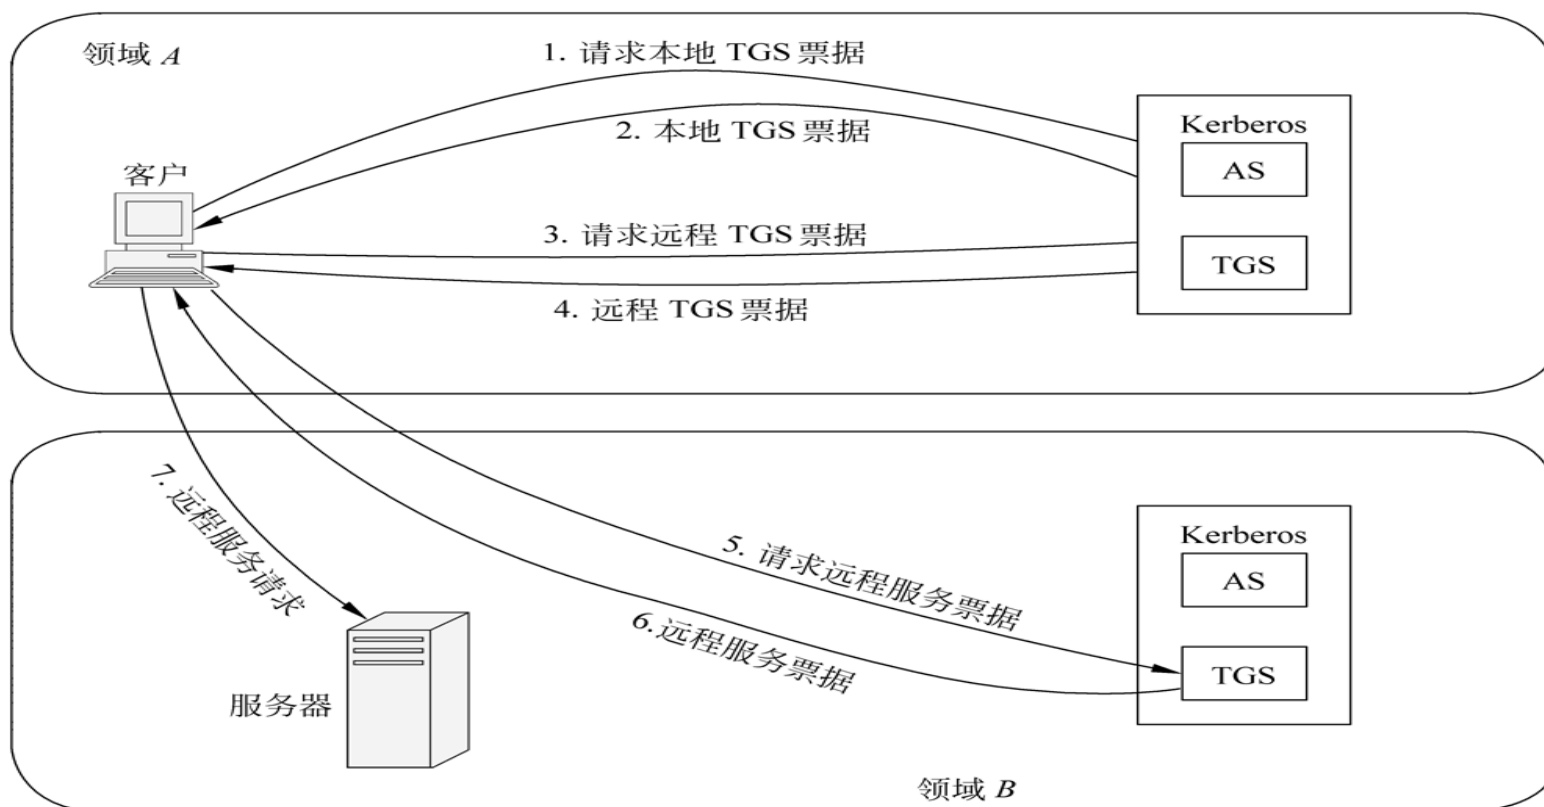 领域 A
1. 请求本地 TGS 票据
2. 本地 TGS 票据
Kerberos
AS
客户
3. 请求远程 TGS 票据
TGS
4. 远程 TGS 票据
7. 远程服务请求
5. 请求远程服务票据
Kerberos
AS
6.远程服务票据
TGS
服务器
领域 B